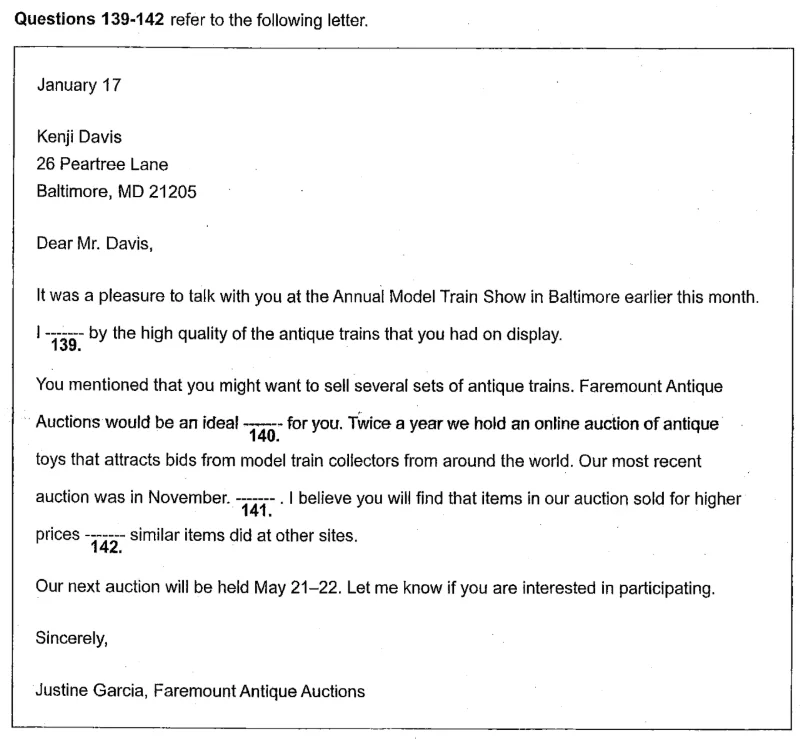 Questions 139-142 refer to the following letter.
January 17
Kenji Davis
26 Peartree Lane
Baltimore, MD 21205
Dear Mr. Davis,
It was a pleasure to talk with you at the Annual Model Train Show in Baltimore earlier this month.
I ------- by the high quality of the antique trains that you had on display.
139.
You mentioned that you might want to sell several sets of antique trains. Faremount Antique
Auctions would be an ideal ------- for you. Twice a year we hold an online auction of antique
140.
toys that attracts bids from model train collectors from around the world. Our most recent
auction was in November. ------- . I believe you will find that items in our auction sold for higher
141.
prices ------- similar items did at other sites.
142.
Our next auction will be held May 21–22. Let me know if you are interested in participating.
Sincerely,
Justine Garcia, Faremount Antique Auctions